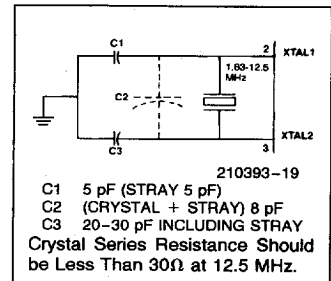 C1
2
XTAL1
1.63-12.5
MHz
C2
C3
3
XTAL2
210393-19
C1 5 pF (STRAY 5 pF)
C2 (CRYSTAL + STRAY) 8 pF
C3 20-30 pF INCLUDING STRAY
Crystal Series Resistance Should
be Less Than 30Ω at 12.5 MHz.